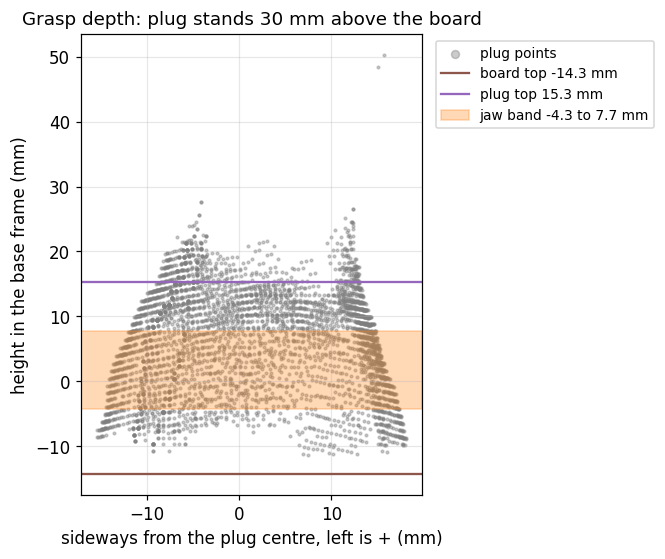 Grasp depth: plug stands 30 mm above the board
plug points
board top -14.3 mm
plug top 15.3 mm
jaw band -4.3 to 7.7 mm
height in the base frame (mm)
50
40
30
20
10
0
−10
−10
0
10
sideways from the plug centre, left is + (mm)